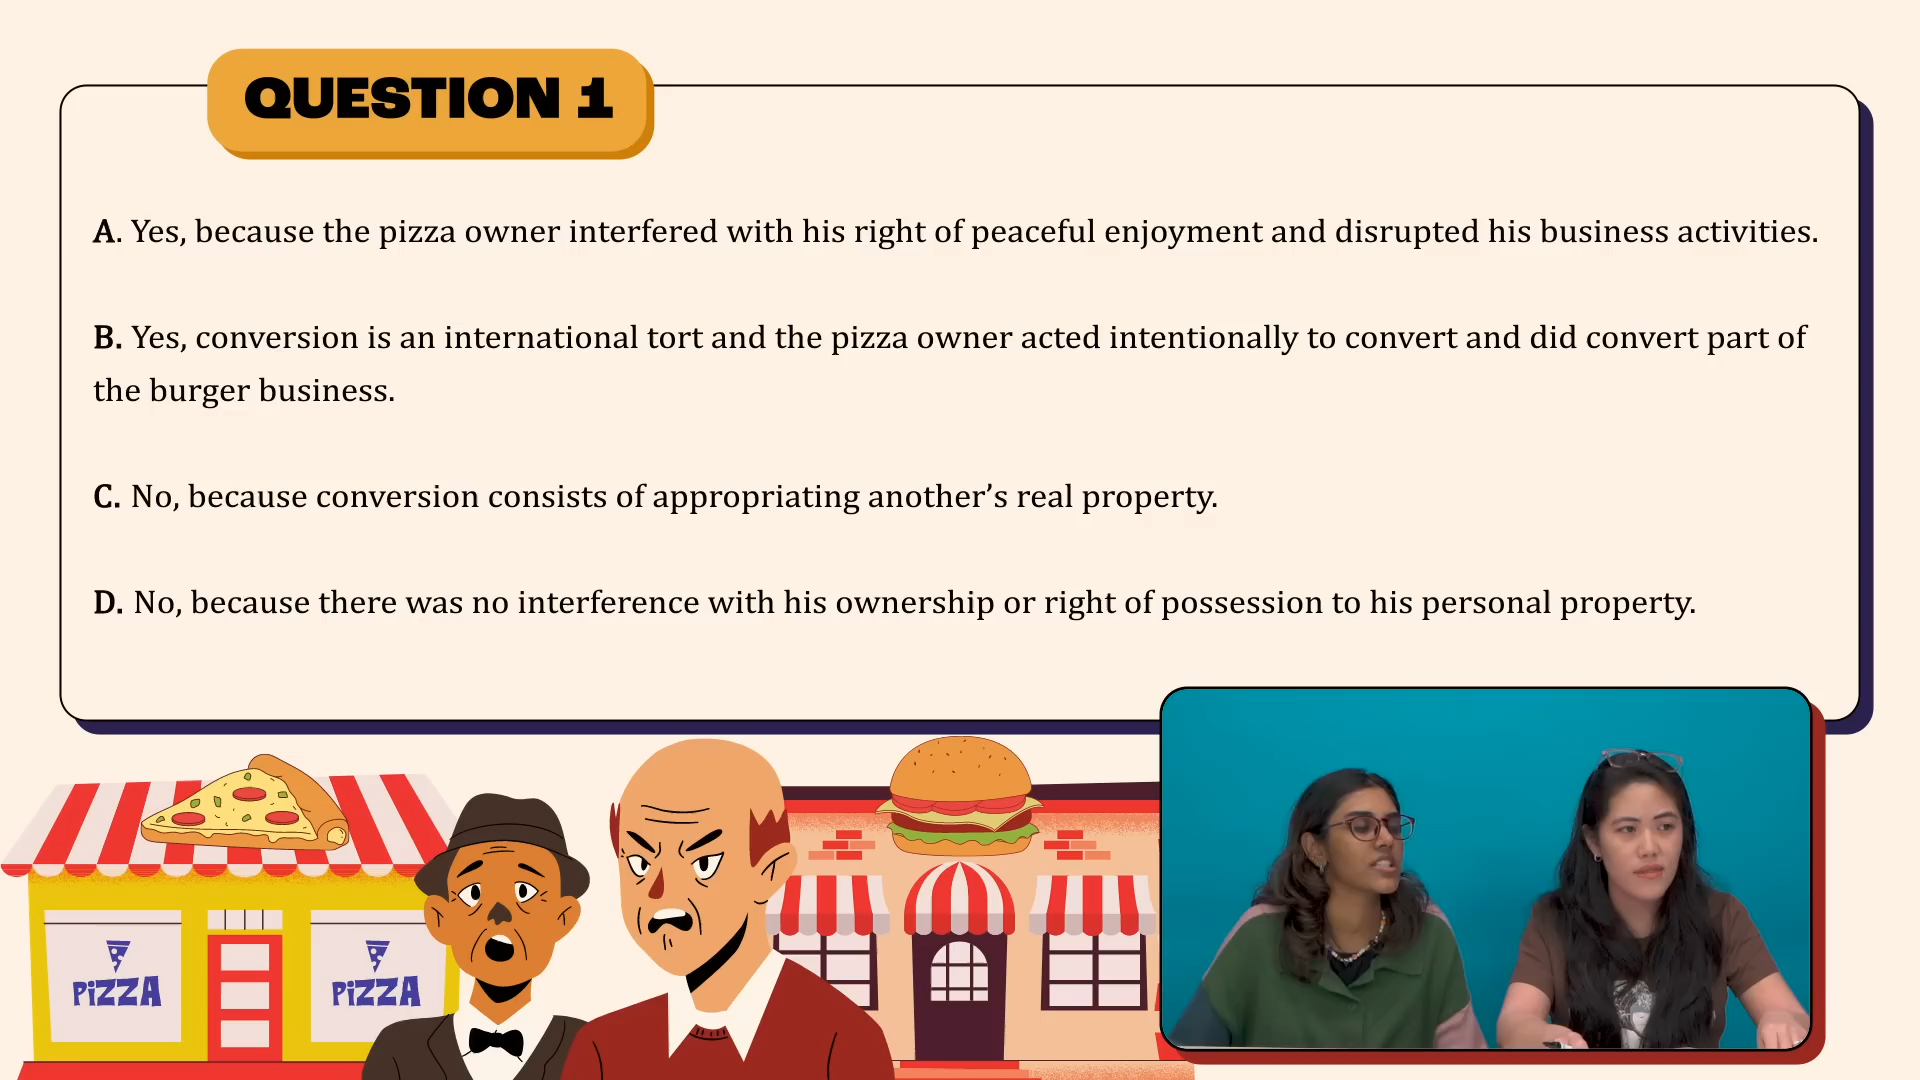 QUESTION 1
A. Yes, because the pizza owner interfered with his right of peaceful enjoyment and disrupted his business activities.
B. Yes, conversion is an international tort and the pizza owner acted intentionally to convert and did convert part of
the burger business.
C. No, because conversion consists of appropriating another’s real property.
D. No, because there was no interference with his ownership or right of possession to his personal property.
PiZZA
PiZZA